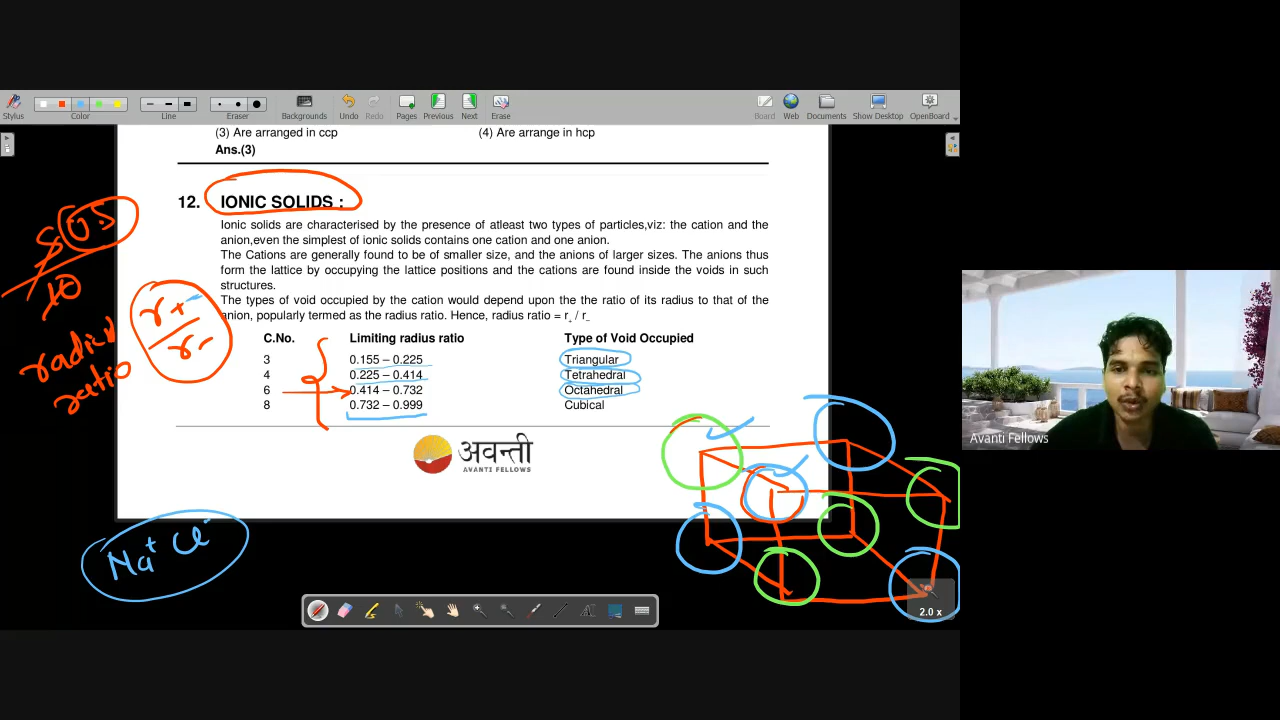 Stylus
Color
Line
Eraser
Backgrounds
Undo
Redo
Pages
Previous
Next
Erase
Board
Web
Documents
Show Desktop
OpenBoard
(3) Are arranged in ccp (4) Are arrange in hcp
Ans.(3)
12. IONIC SOLIDS :
Ionic solids are characterised by the presence of atleast two types of particles,viz: the cation and the
anion,even the simplest of ionic solids contains one cation and one anion.
The Cations are generally found to be of smaller size, and the anions of larger sizes. The anions thus
form the lattice by occupying the lattice positions and the cations are found inside the voids in such
structures.
The types of void occupied by the cation would depend upon the the ratio of its radius to that of the
anion, popularly termed as the radius ratio. Hence, radius ratio = r₊ / r₋
C.No. Limiting radius ratio Type of Void Occupied
3 0.155 – 0.225 Triangular
4 0.225 – 0.414 Tetrahedral
6 0.414 – 0.732 Octahedral
8 0.732 – 0.999 Cubical
अवन्ती
AVANTI FELLOWS
0.5
5
10
r+
r-
radius
ratio
Na⁺ Cl⁻
2.0 x
Avanti Fellows